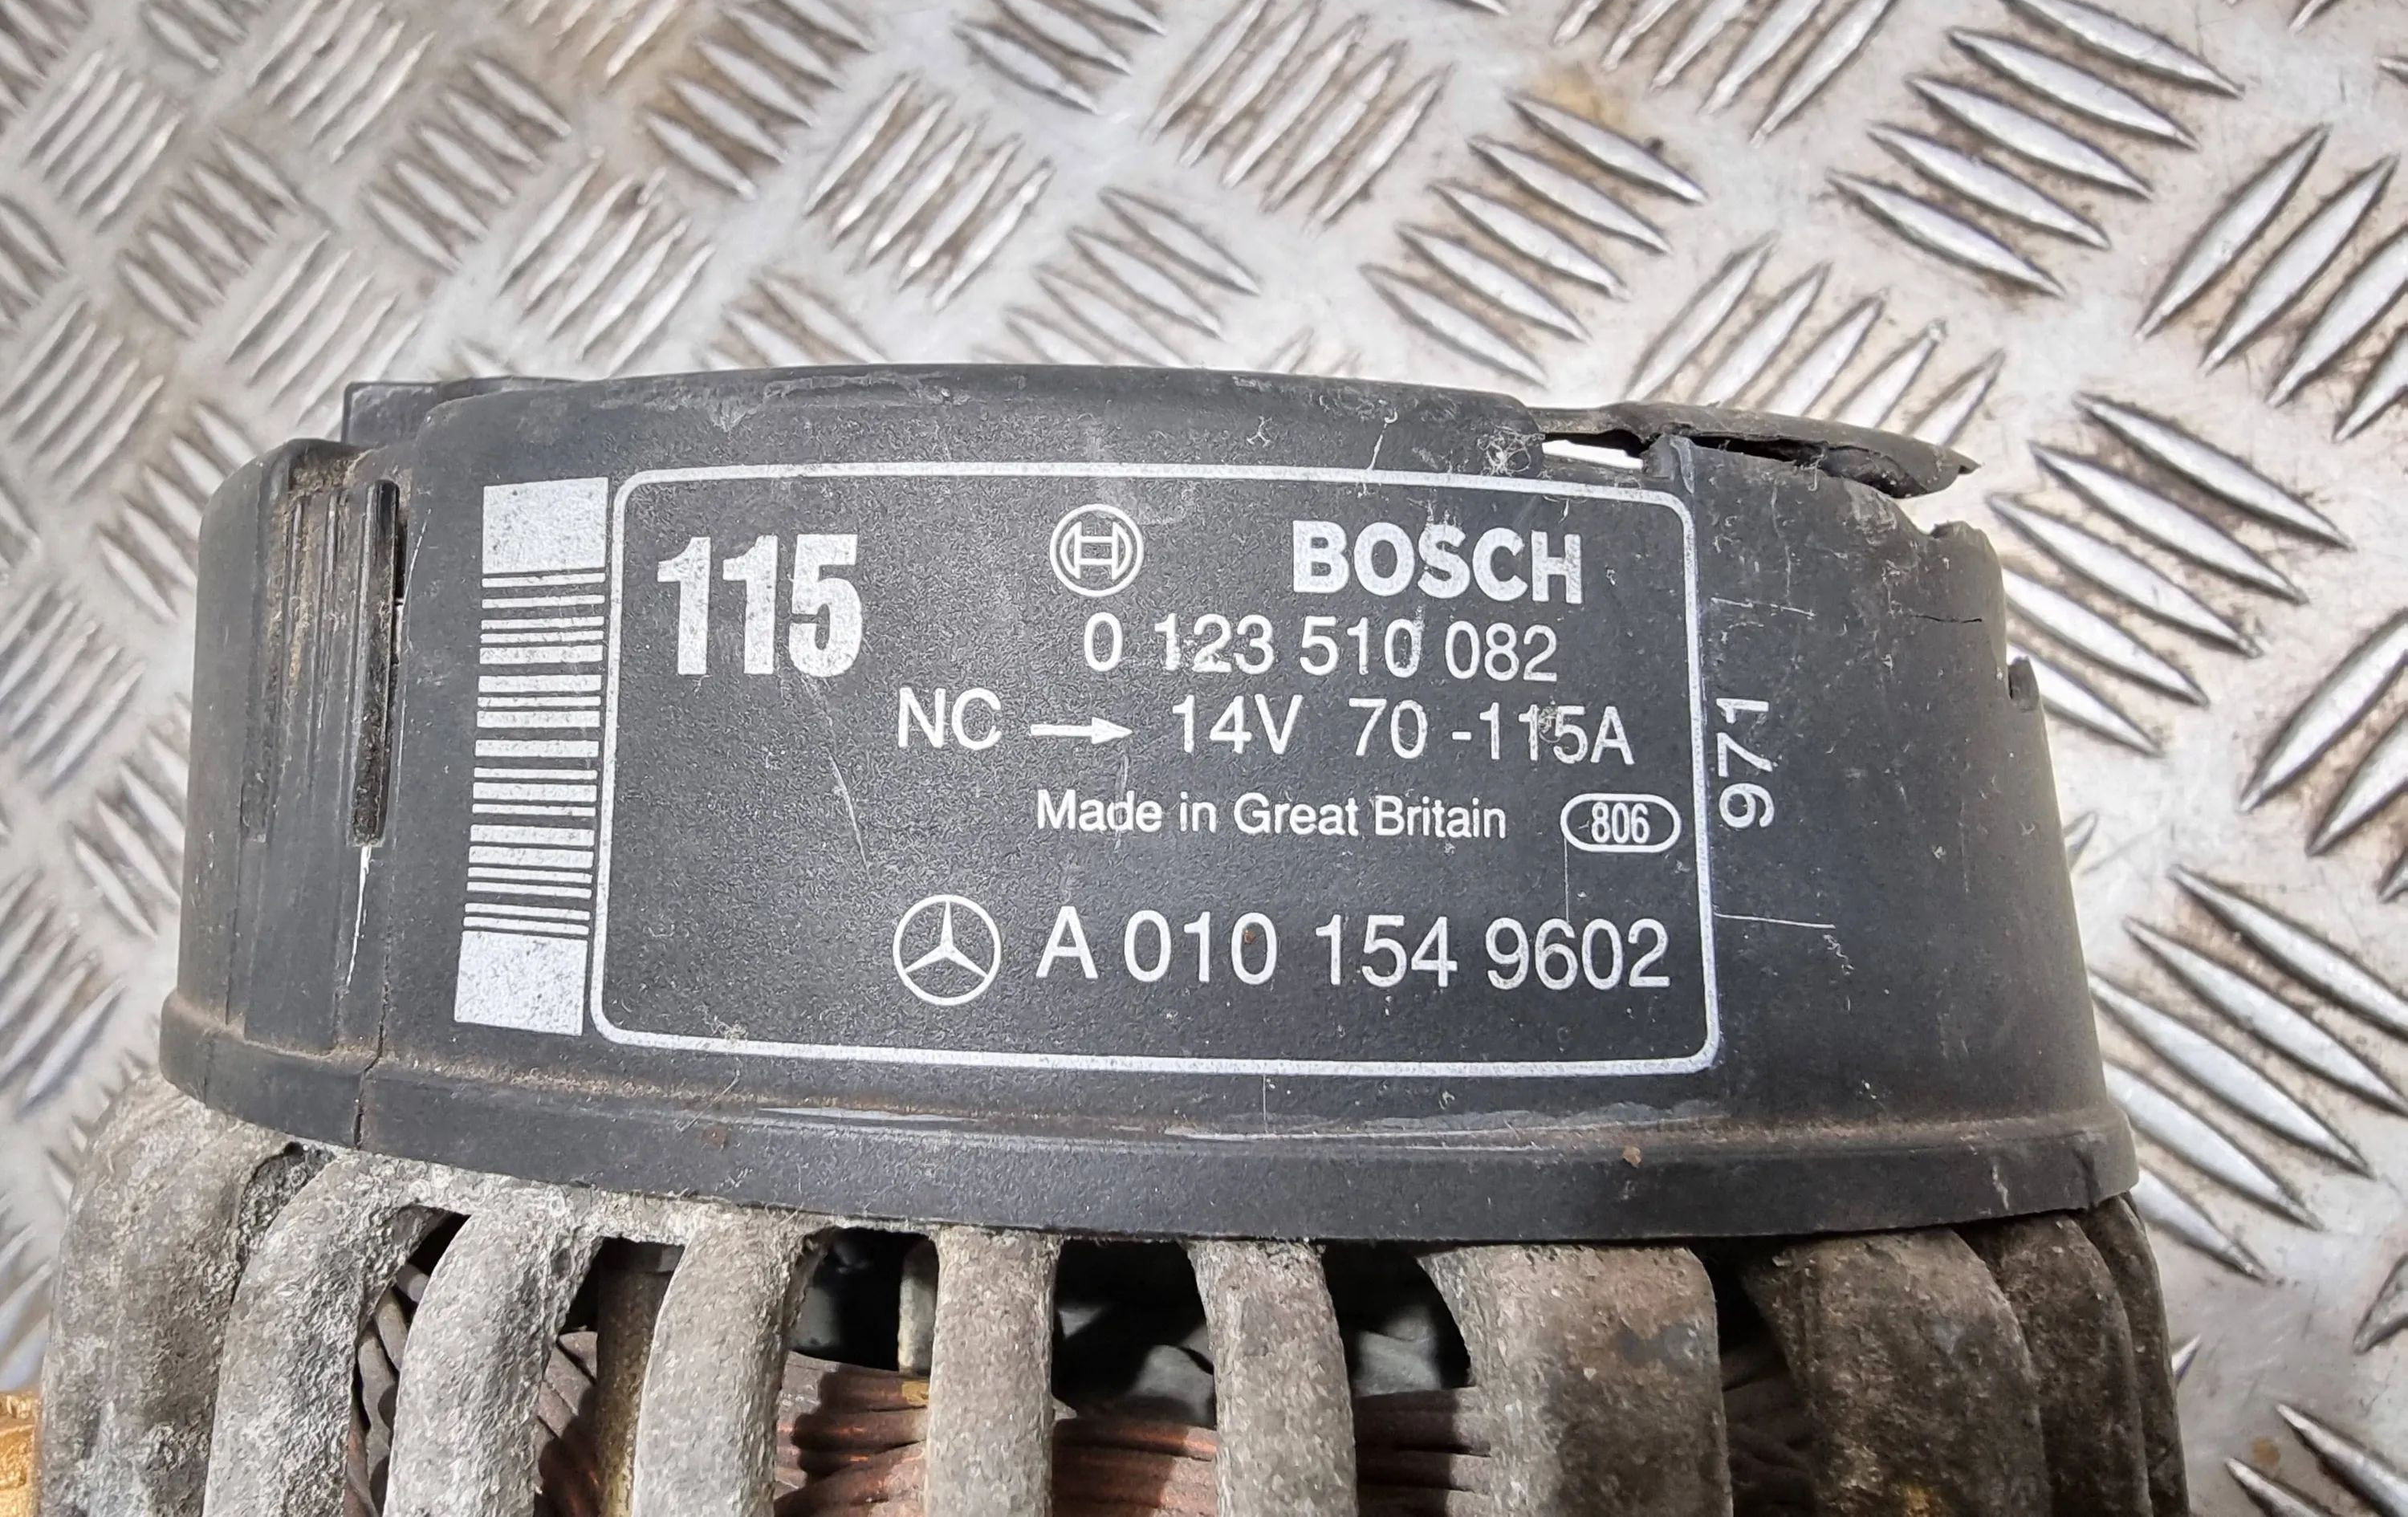 115
BOSCH
0 123 510 082
NC → 14V 70 -115A
Made in Great Britain 806
A 010 154 9602
971